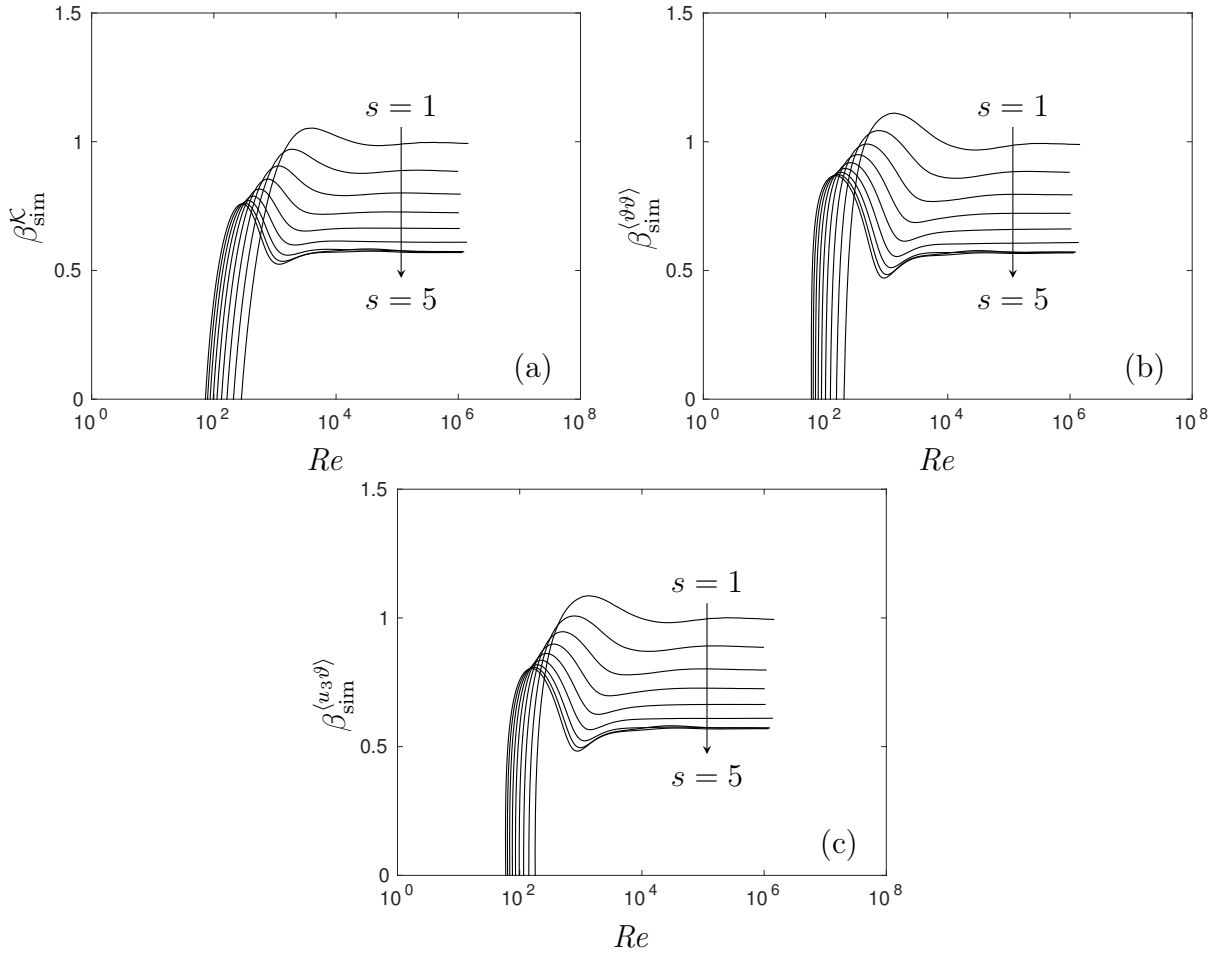 1.5
1
0.5
0
β_sim^𝒦
s = 1
s = 5
(a)
10^0 10^2 10^4 10^6 10^8
Re
1.5
1
0.5
0
β_sim^⟨ϑϑ⟩
s = 1
s = 5
(b)
10^0 10^2 10^4 10^6 10^8
Re
1.5
1
0.5
0
β_sim^⟨u_3ϑ⟩
s = 1
s = 5
(c)
10^0 10^2 10^4 10^6 10^8
Re